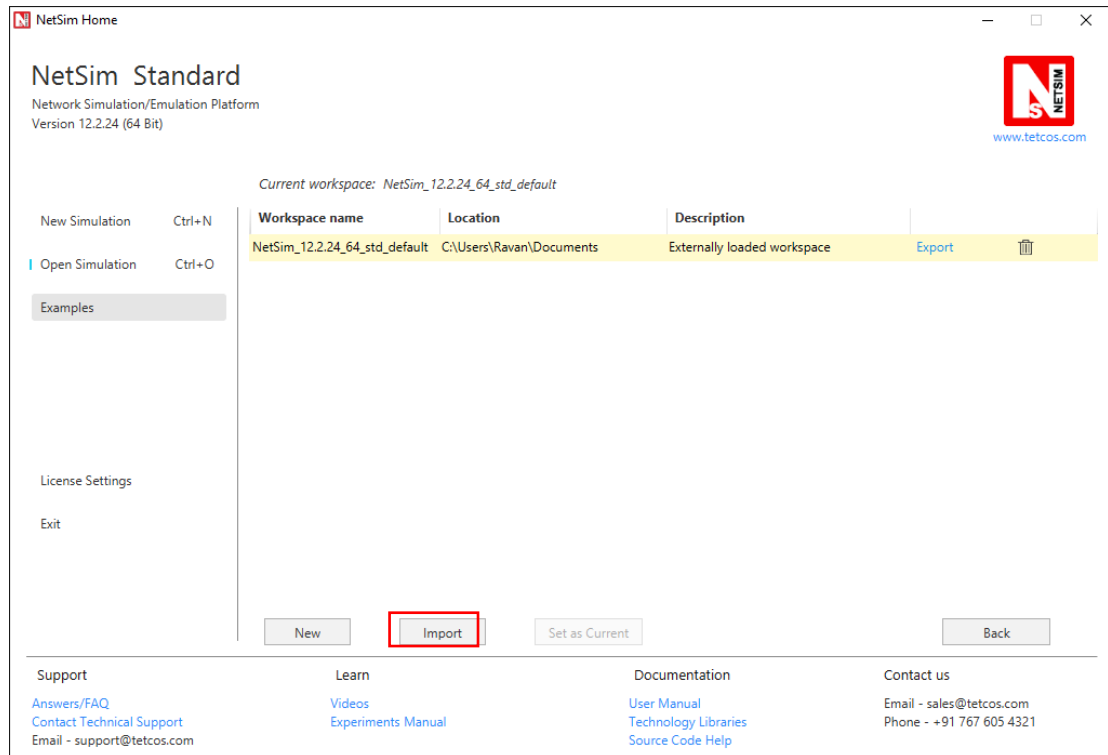 NetSim Home
NetSim Standard
Network Simulation/Emulation Platform
Version 12.2.24 (64 Bit)
NS NETSIM
www.tetcos.com
Current workspace: NetSim_12.2.24_64_std_default
New Simulation Ctrl+N
Open Simulation Ctrl+O
Examples
License Settings
Exit
Workspace name Location Description
NetSim_12.2.24_64_std_default C:\Users\Ravan\Documents Externally loaded workspace Export
New Import Set as Current Back
Support Learn Documentation Contact us
Answers/FAQ Videos User Manual Email - sales@tetcos.com
Contact Technical Support Experiments Manual Technology Libraries Phone - +91 767 605 4321
Email - support@tetcos.com Source Code Help